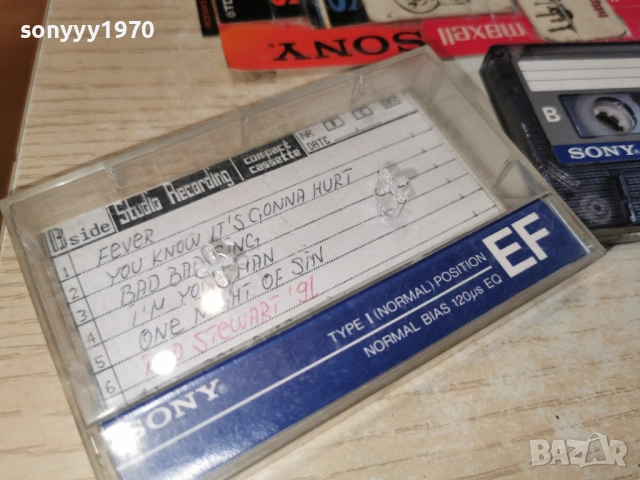 sonyyy1970
SONY
maxell
B
SONY
B side
Studio Recording
compact cassette
NR.
DATE
1 FEVER
2 YOU KNOW IT'S GONNA HURT
3 BAD BAD
4 I'M YOUR MAN
5 ONE NIGHT OF SIN
6 STEWART '91
SONY
TYPE I (NORMAL) POSITION
NORMAL BIAS 120µs EQ
EF
BAZAR
bazar.bg